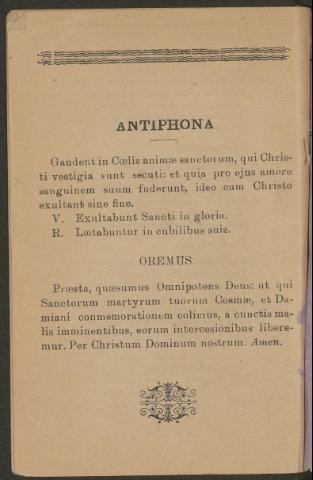 ANTIPHONA
Gaudent in Cœlis animæ sanctorum, qui Chris-
ti vestigia sunt secuti: et quia pro ejus amore
sanguinem suum fuderunt, ideo cum Christo
exultant sine fine.
V. Exultabunt Sancti in gloria.
R. Lætabuntur in cubilibus suis.
OREMUS
Præsta, quæsumus Omnipotens Deus: ut qui
Sanctorum martyrum tuorum Cosmæ, et Da-
miani conmemorationem colimus, a cunctis ma-
lis imminentibus, eorum intercesionibus libere-
mur. Per Christum Dominum nostrum. Amen.